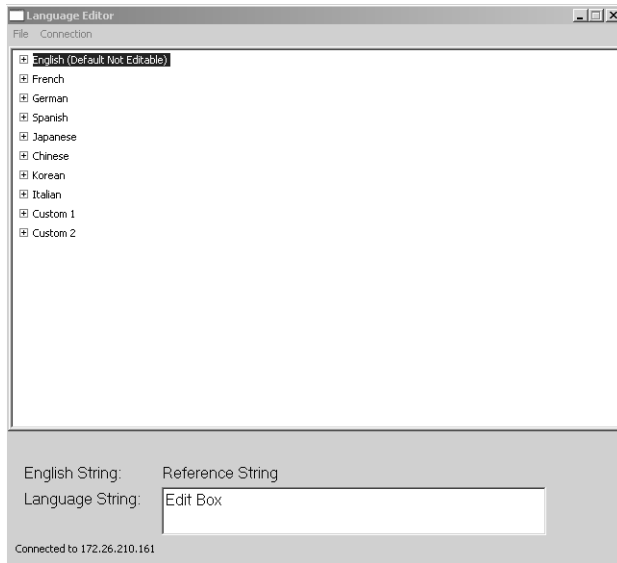 Language Editor
File Connection
English (Default Not Editable)
French
German
Spanish
Japanese
Chinese
Korean
Italian
Custom 1
Custom 2
English String: Reference String
Language String: Edit Box
Connected to 172.26.210.161